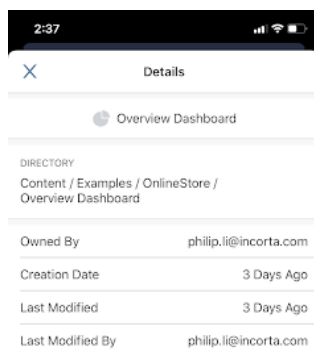 2:37
Details
Overview Dashboard
DIRECTORY
Content / Examples / OnlineStore /
Overview Dashboard
Owned By philip.li@incorta.com
Creation Date 3 Days Ago
Last Modified 3 Days Ago
Last Modified By philip.li@incorta.com